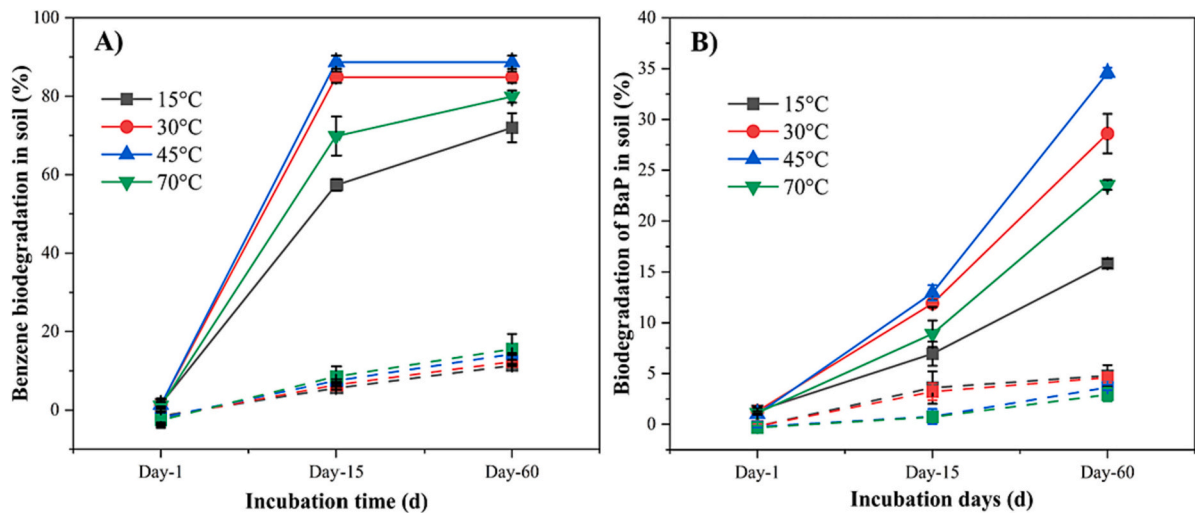 A)
Benzene biodegradation in soil (%)
100
80
60
40
20
0
15°C
30°C
45°C
70°C
Day-1
Day-15
Day-60
Incubation time (d)
B)
Biodegradation of BaP in soil (%)
40
35
30
25
20
15
10
5
0
15°C
30°C
45°C
70°C
Day-1
Day-15
Day-60
Incubation days (d)